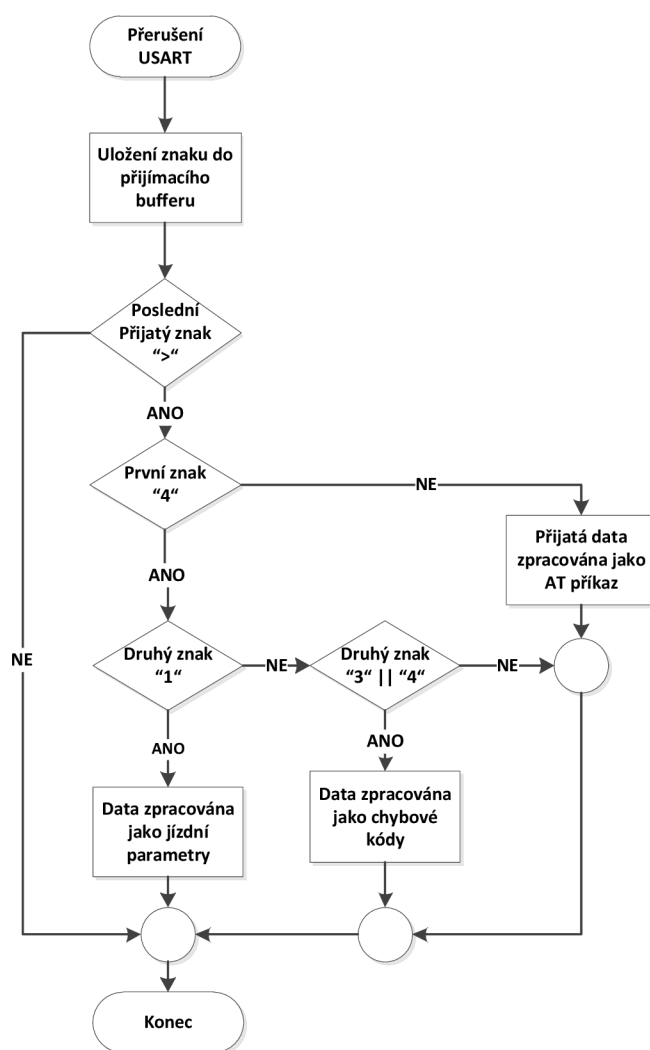 Přerušení
USART
Uložení znaku do
přijímacího
bufferu
Poslední
Přijatý znak
“>“
ANO
První znak
“4“
NE
Přijatá data
zpracována jako
AT příkaz
ANO
NE
Druhý znak
“1“
NE
Druhý znak
“3“ || “4“
NE
ANO
ANO
Data zpracována
jako jízdní
parametry
Data zpracována
jako chybové
kódy
Konec